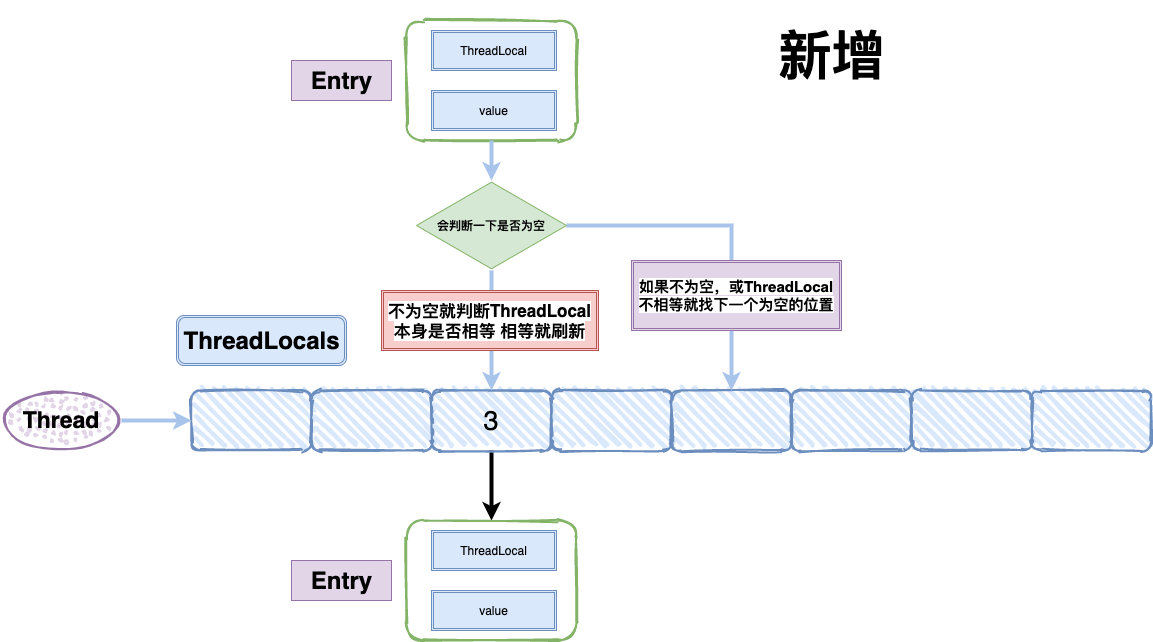 新增
ThreadLocal
Entry
value
会判断一下是否为空
如果不为空，或ThreadLocal
不相等就找下一个为空的位置
不为空就判断ThreadLocal
本身是否相等 相等就刷新
ThreadLocals
Thread
3
ThreadLocal
Entry
value